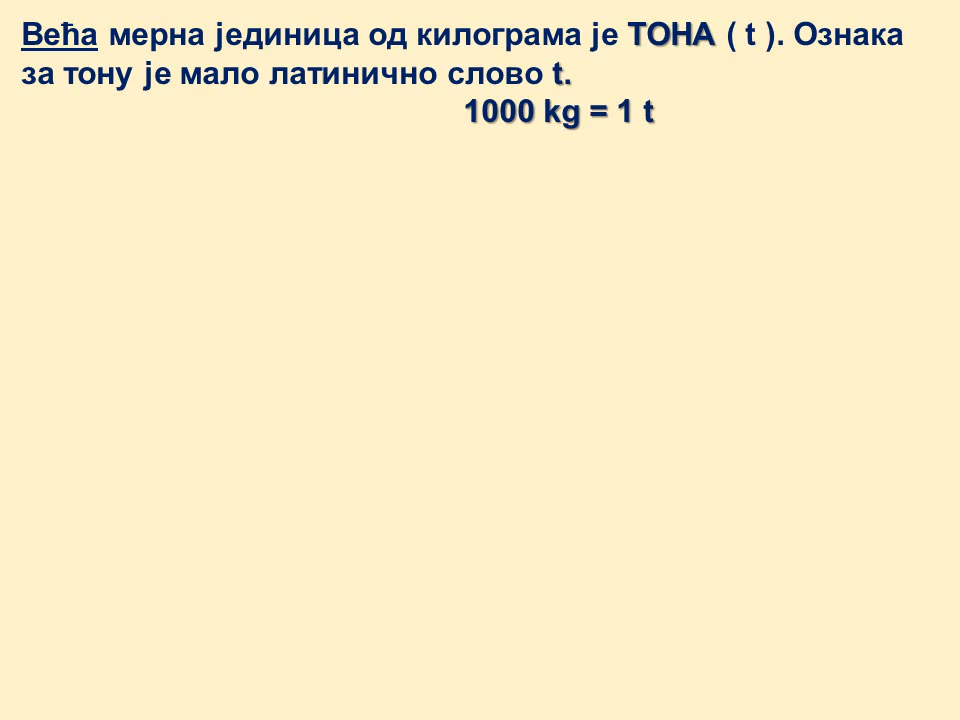 Већа мерна јединица од килограма је ТОНА ( t ). Ознака
за тону је мало латинично слово t.
1000 kg = 1 t